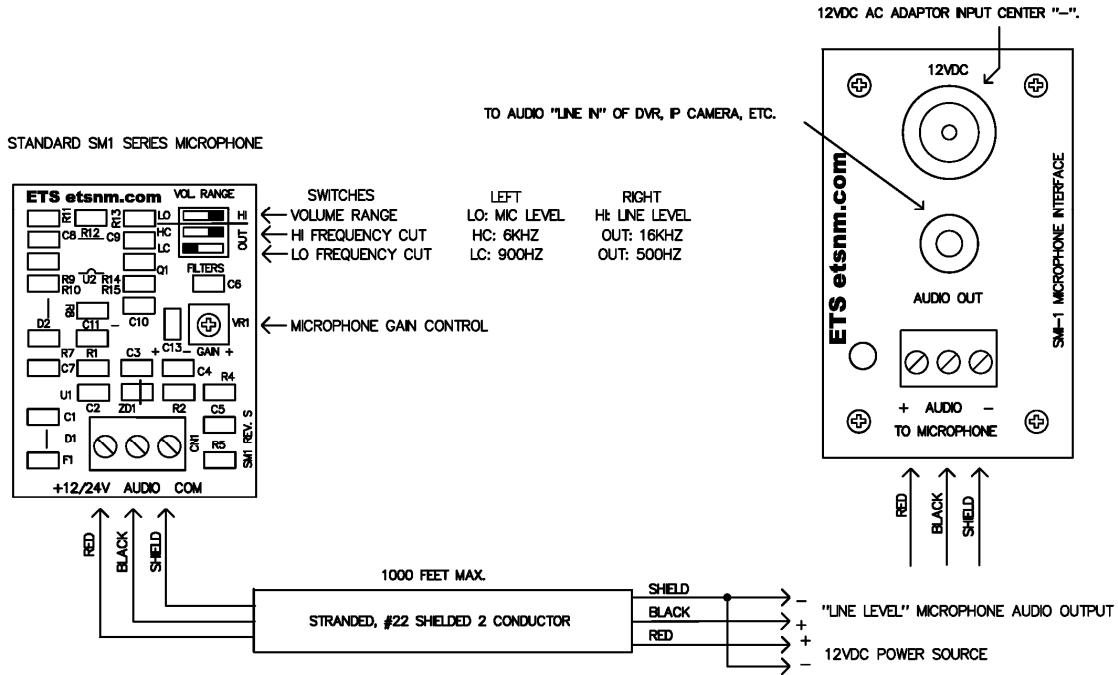 12VDC AC ADAPTOR INPUT CENTER "-".
TO AUDIO "LINE IN" OF DVR, IP CAMERA, ETC.
STANDARD SM1 SERIES MICROPHONE
ETS etsnm.com
VOL. RANGE
R11
R12
R13
LO
HI
C8
C9
HC
OUT
LC
Q1
FILTERS
R9
U2
R14
R10
R15
C6
R8
D2
C11
-
C10
VR1
C13
- GAIN +
R7
R1
C3
+
C7
C4
R4
U1
C2
ZD1
R2
C5
C1
D1
F1
CN1
R5
SM1 REV. S
+12/24V AUDIO COM
SWITCHES LEFT RIGHT
VOLUME RANGE LO: MIC LEVEL HI: LINE LEVEL
HI FREQUENCY CUT HC: 6KHZ OUT: 16KHZ
LO FREQUENCY CUT LC: 900HZ OUT: 500HZ
MICROPHONE GAIN CONTROL
12VDC
ETS etsnm.com
SMI-1 MICROPHONE INTERFACE
AUDIO OUT
+ AUDIO -
TO MICROPHONE
RED
BLACK
SHIELD
RED
BLACK
SHIELD
1000 FEET MAX.
STRANDED, #22 SHIELDED 2 CONDUCTOR
SHIELD -
BLACK +
RED +
-
"LINE LEVEL" MICROPHONE AUDIO OUTPUT
12VDC POWER SOURCE